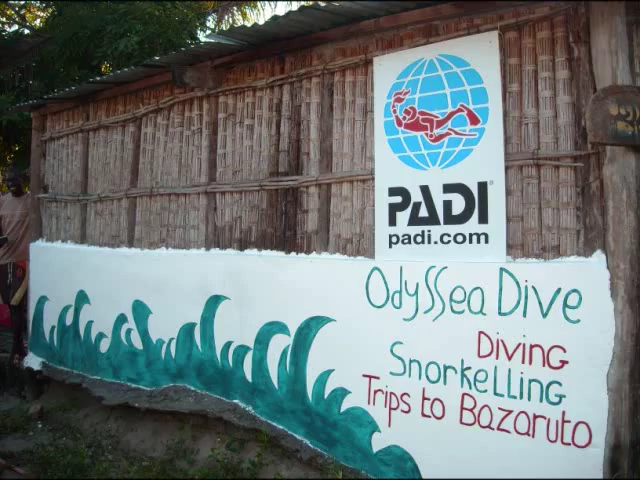 PADI
padi.com
OdySSea Dive
DIVING
SnorkeLLing
Trips to Bazaruto